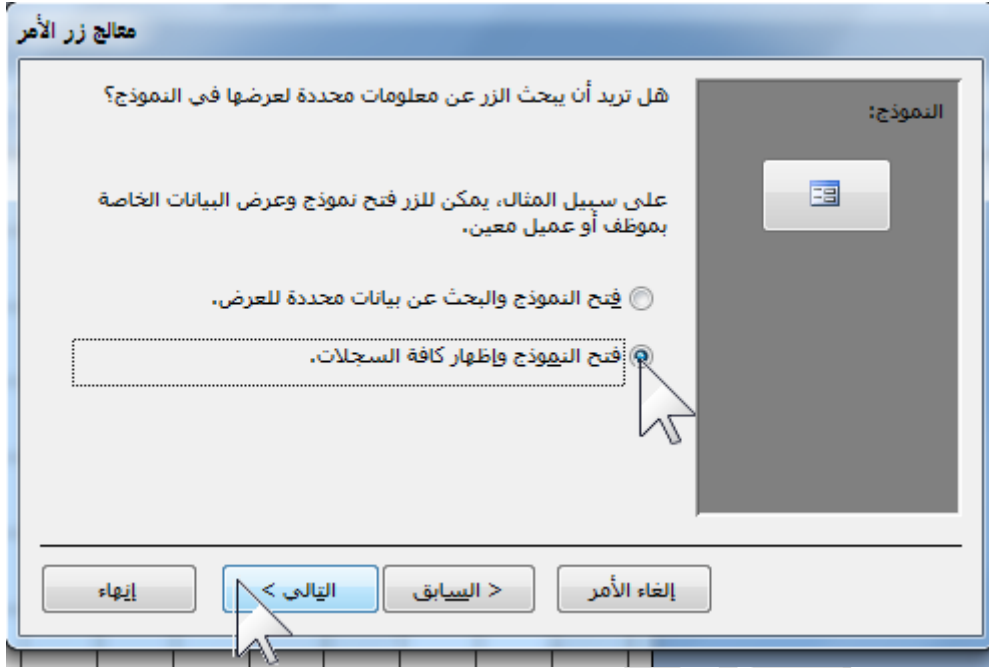 معالج زر الأمر
النموذج:
هل تريد أن يبحث الزر عن معلومات محددة لعرضها في النموذج؟
على سبيل المثال، يمكن للزر فتح نموذج وعرض البيانات الخاصة
بموظف أو عميل معين.
فتح النموذج والبحث عن بيانات محددة للعرض.
فتح النموذج وإظهار كافة السجلات.
إلغاء الأمر
< السابق
التالي >
إنهاء